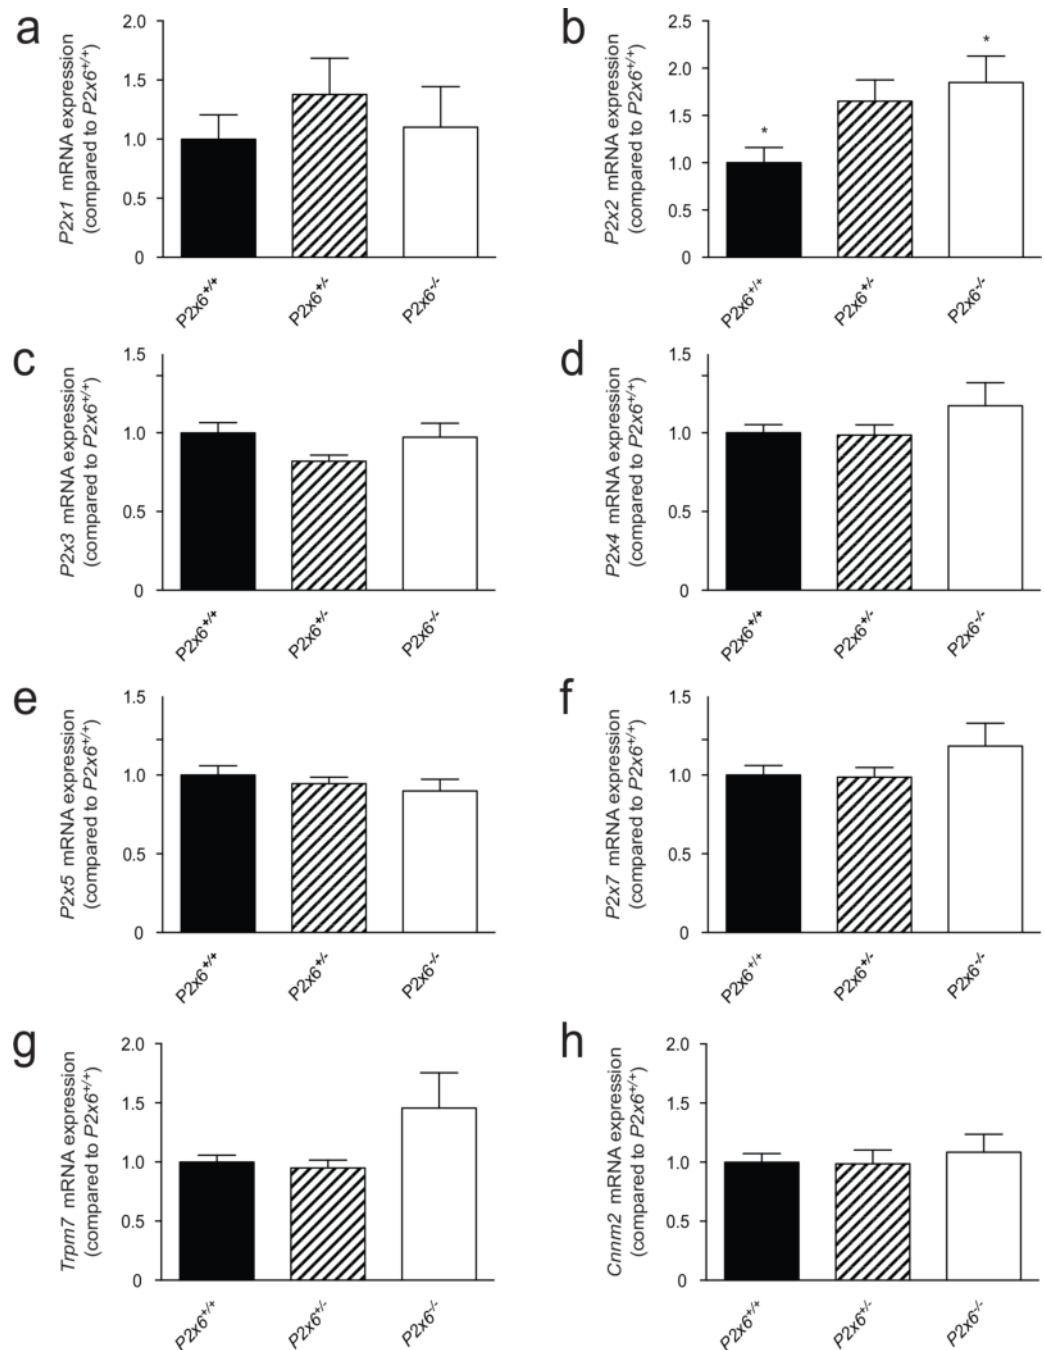 a
P2x1 mRNA expression
(compared to P2x6+/+)
2.0
1.5
1.0
0.5
0
P2x6+/+
P2x6+/-
P2x6-/-
b
P2x2 mRNA expression
(compared to P2x6+/+)
2.5
2.0
1.5
1.0
0.5
0
*
*
P2x6+/+
P2x6+/-
P2x6-/-
c
P2x3 mRNA expression
(compared to P2x6+/+)
1.5
1.0
0.5
0
P2x6+/+
P2x6+/-
P2x6-/-
d
P2x4 mRNA expression
(compared to P2x6+/+)
1.5
1.0
0.5
0
P2x6+/+
P2x6+/-
P2x6-/-
e
P2x5 mRNA expression
(compared to P2x6+/+)
1.5
1.0
0.5
0
P2x6+/+
P2x6+/-
P2x6-/-
f
P2x7 mRNA expression
(compared to P2x6+/+)
1.5
1.0
0.5
0
P2x6+/+
P2x6+/-
P2x6-/-
g
Trpm7 mRNA expression
(compared to P2x6+/+)
2.0
1.5
1.0
0.5
0
P2x6+/+
P2x6+/-
P2x6-/-
h
Cnnm2 mRNA expression
(compared to P2x6+/+)
2.0
1.5
1.0
0.5
0
P2x6+/+
P2x6+/-
P2x6-/-